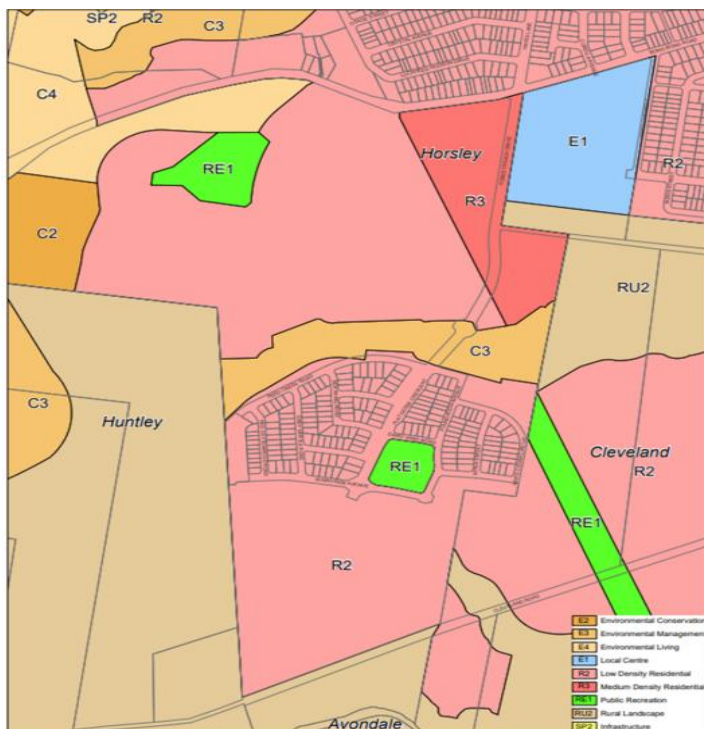 SP2 R2 C3
C4
RE1
Horsley
E1
R2
R3
C2
RU2
C3
C3
Huntley
RE1
Cleveland
R2
RE1
R2
CLEVELAND ROAD
Avondale
E2 Environmental Conservation
E3 Environmental Management
E4 Environmental Living
E1 Local Centre
R2 Low Density Residential
R3 Medium Density Residential
RE1 Public Recreation
RU2 Rural Landscape
SP2 Infrastructure